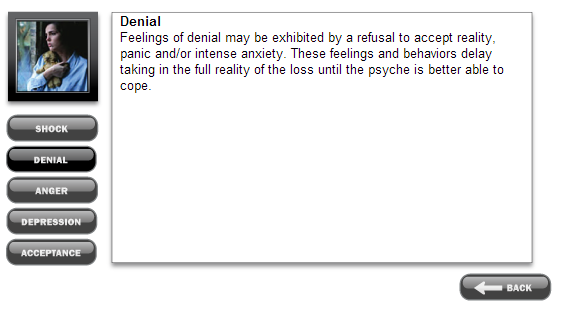 Denial
Feelings of denial may be exhibited by a refusal to accept reality,
panic and/or intense anxiety. These feelings and behaviors delay
taking in the full reality of the loss until the psyche is better able to
cope.
SHOCK
DENIAL
ANGER
DEPRESSION
ACCEPTANCE
BACK